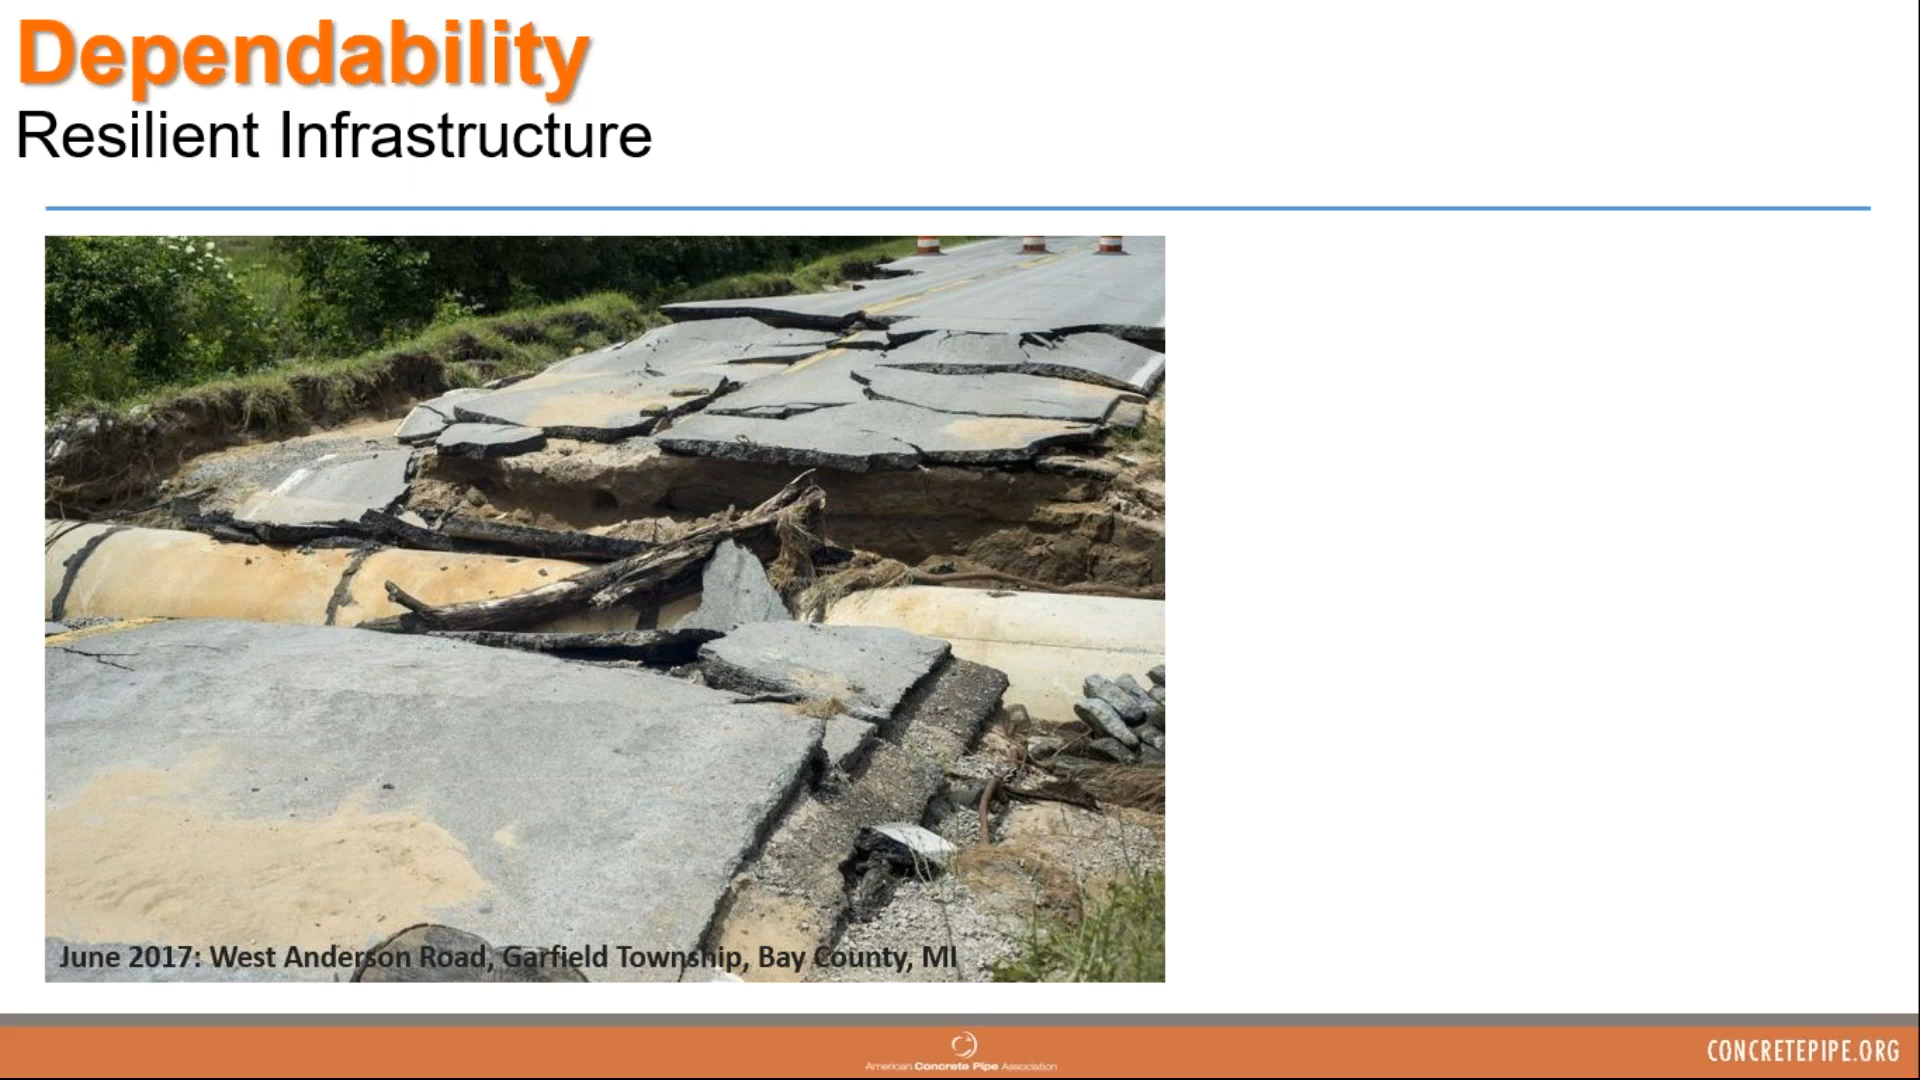 Dependability
Resilient Infrastructure
June 2017: West Anderson Road, Garfield Township, Bay County, MI
American Concrete Pipe Association
CONCRETEPIPE.ORG